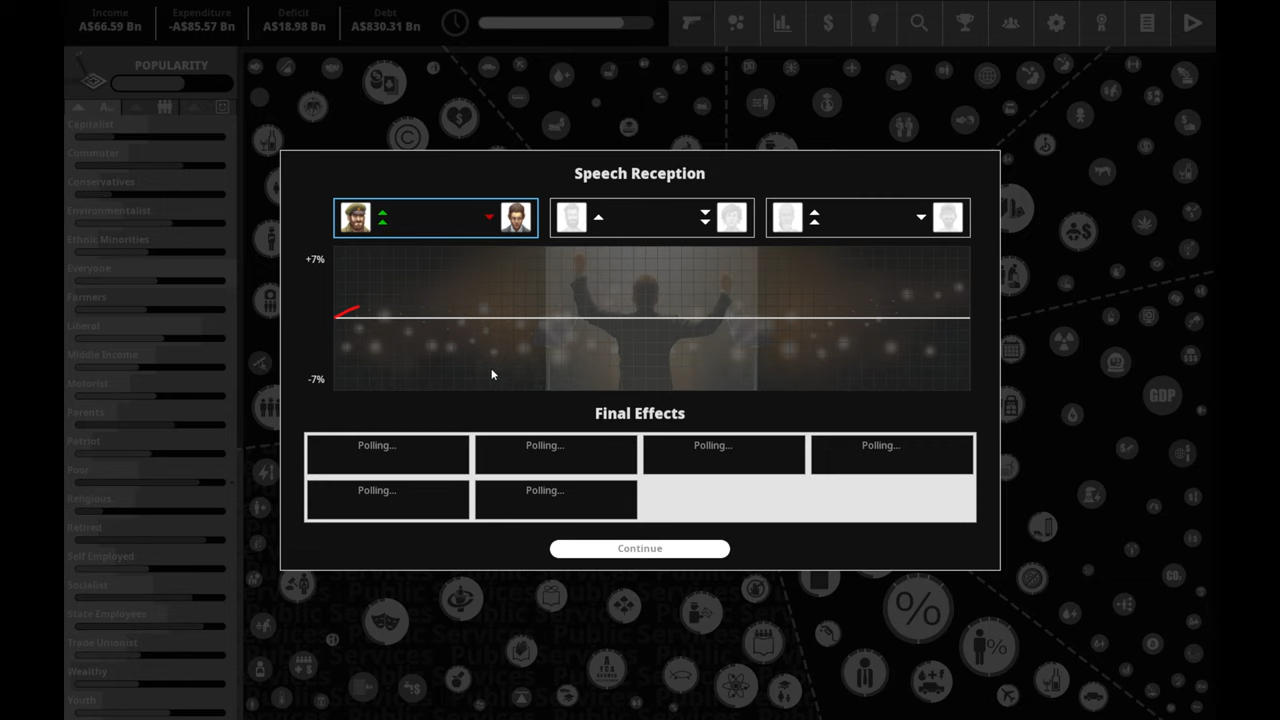 Income
Expenditure
Deficit
Debt
A$66.59 Bn
-A$85.57 Bn
A$18.98 Bn
A$830.31 Bn
POPULARITY
A...
Capitalist
Commuter
Conservatives
Environmentalist
Ethnic Minorities
Everyone
Farmers
Liberal
Middle Income
Motorist
Parents
Patriot
Poor
Religious
Retired
Self Employed
Socialist
State Employees
Trade Unionist
Wealthy
Youth
Speech Reception
+7%
-7%
Final Effects
Polling...
Polling...
Polling...
Polling...
Polling...
Polling...
Continue
GDP
CO₂
Public Services